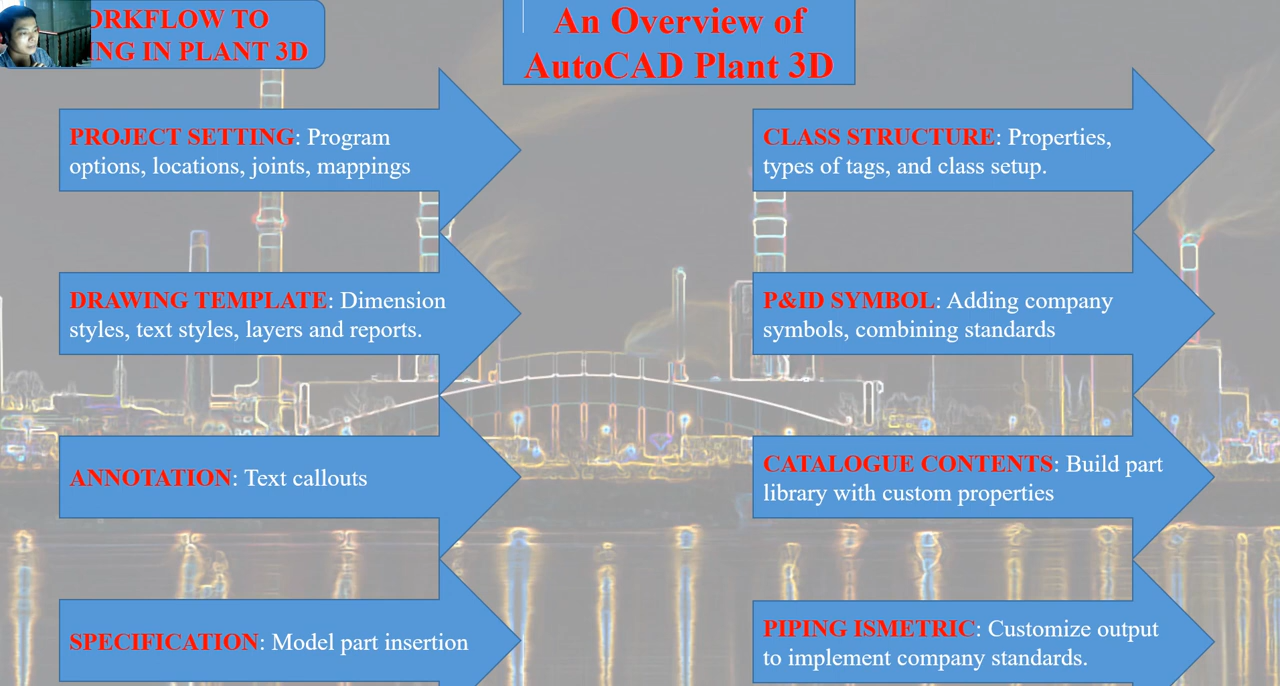 ORKFLOW TO
ING IN PLANT 3D
An Overview of
AutoCAD Plant 3D
PROJECT SETTING: Program
options, locations, joints, mappings
DRAWING TEMPLATE: Dimension
styles, text styles, layers and reports.
ANNOTATION: Text callouts
SPECIFICATION: Model part insertion
CLASS STRUCTURE: Properties,
types of tags, and class setup.
P&ID SYMBOL: Adding company
symbols, combining standards
CATALOGUE CONTENTS: Build part
library with custom properties
PIPING ISMETRIC: Customize output
to implement company standards.